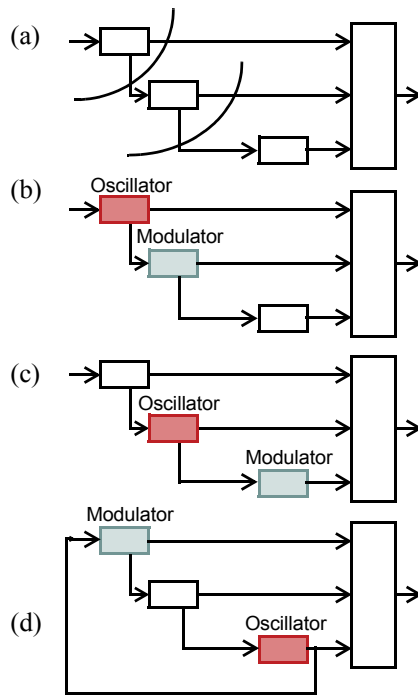 (a)
(b)
Oscillator
Modulator
(c)
Oscillator
Modulator
Modulator
Oscillator
(d)